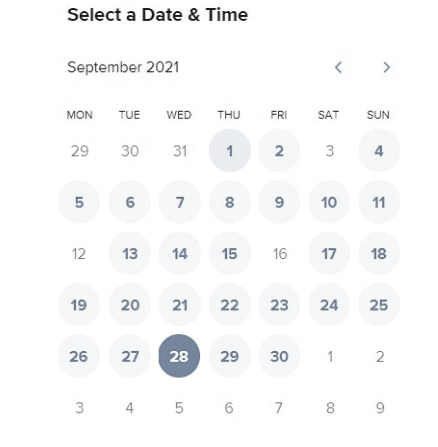 Select a Date & Time
September 2021
MON TUE WED THU FRI SAT SUN
29 30 31 1 2 3 4
5 6 7 8 9 10 11
12 13 14 15 16 17 18
19 20 21 22 23 24 25
26 27 28 29 30 1 2
3 4 5 6 7 8 9